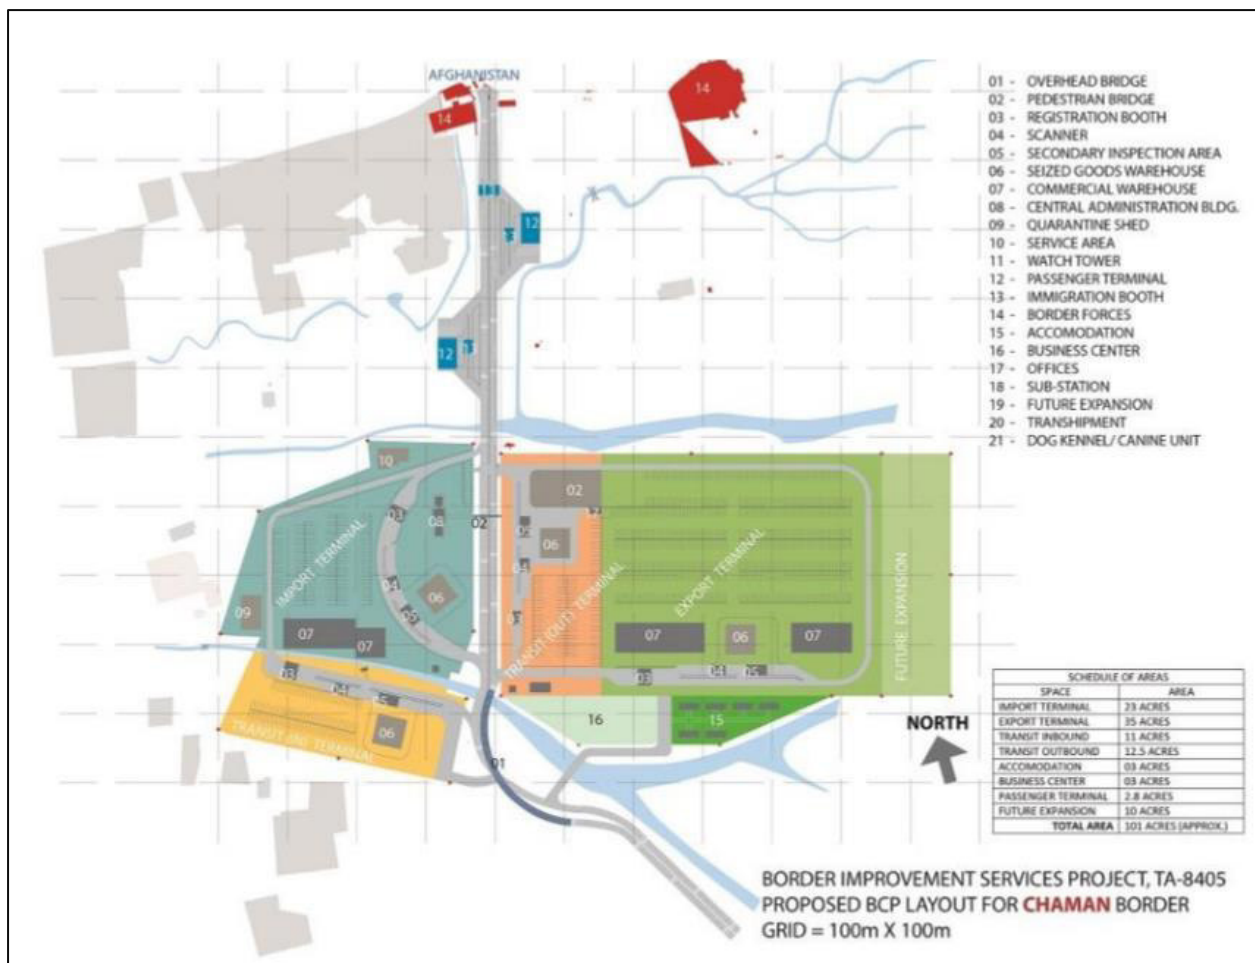 AFGHANISTAN
14
14
12
12
01 - OVERHEAD BRIDGE
02 - PEDESTRIAN BRIDGE
03 - REGISTRATION BOOTH
04 - SCANNER
05 - SECONDARY INSPECTION AREA
06 - SEIZED GOODS WAREHOUSE
07 - COMMERCIAL WAREHOUSE
08 - CENTRAL ADMINISTRATION BLDG.
09 - QUARANTINE SHED
10 - SERVICE AREA
11 - WATCH TOWER
12 - PASSENGER TERMINAL
13 - IMMIGRATION BOOTH
14 - BORDER FORCES
15 - ACCOMODATION
16 - BUSINESS CENTER
17 - OFFICES
18 - SUB-STATION
19 - FUTURE EXPANSION
20 - TRANSHIPMENT
21 - DOG KENNEL/ CANINE UNIT
10
03
08
02
IMPORT TERMINAL
04
06
09
07
07
02
06
TRANSIT (OUT) TERMINAL
EXPORT TERMINAL
07
06
07
03
04
05
FUTURE EXPANSION
03
04
06
TRANSIT (IN) TERMINAL
16
15
01
NORTH
SCHEDULE OF AREAS
SPACE AREA
IMPORT TERMINAL 23 ACRES
EXPORT TERMINAL 35 ACRES
TRANSIT INBOUND 11 ACRES
TRANSIT OUTBOUND 12.5 ACRES
ACCOMODATION 03 ACRES
BUSINESS CENTER 03 ACRES
PASSENGER TERMINAL 2.8 ACRES
FUTURE EXPANSION 10 ACRES
TOTAL AREA 101 ACRES (APPROX.)
BORDER IMPROVEMENT SERVICES PROJECT, TA-8405
PROPOSED BCP LAYOUT FOR CHAMAN BORDER
GRID = 100m X 100m